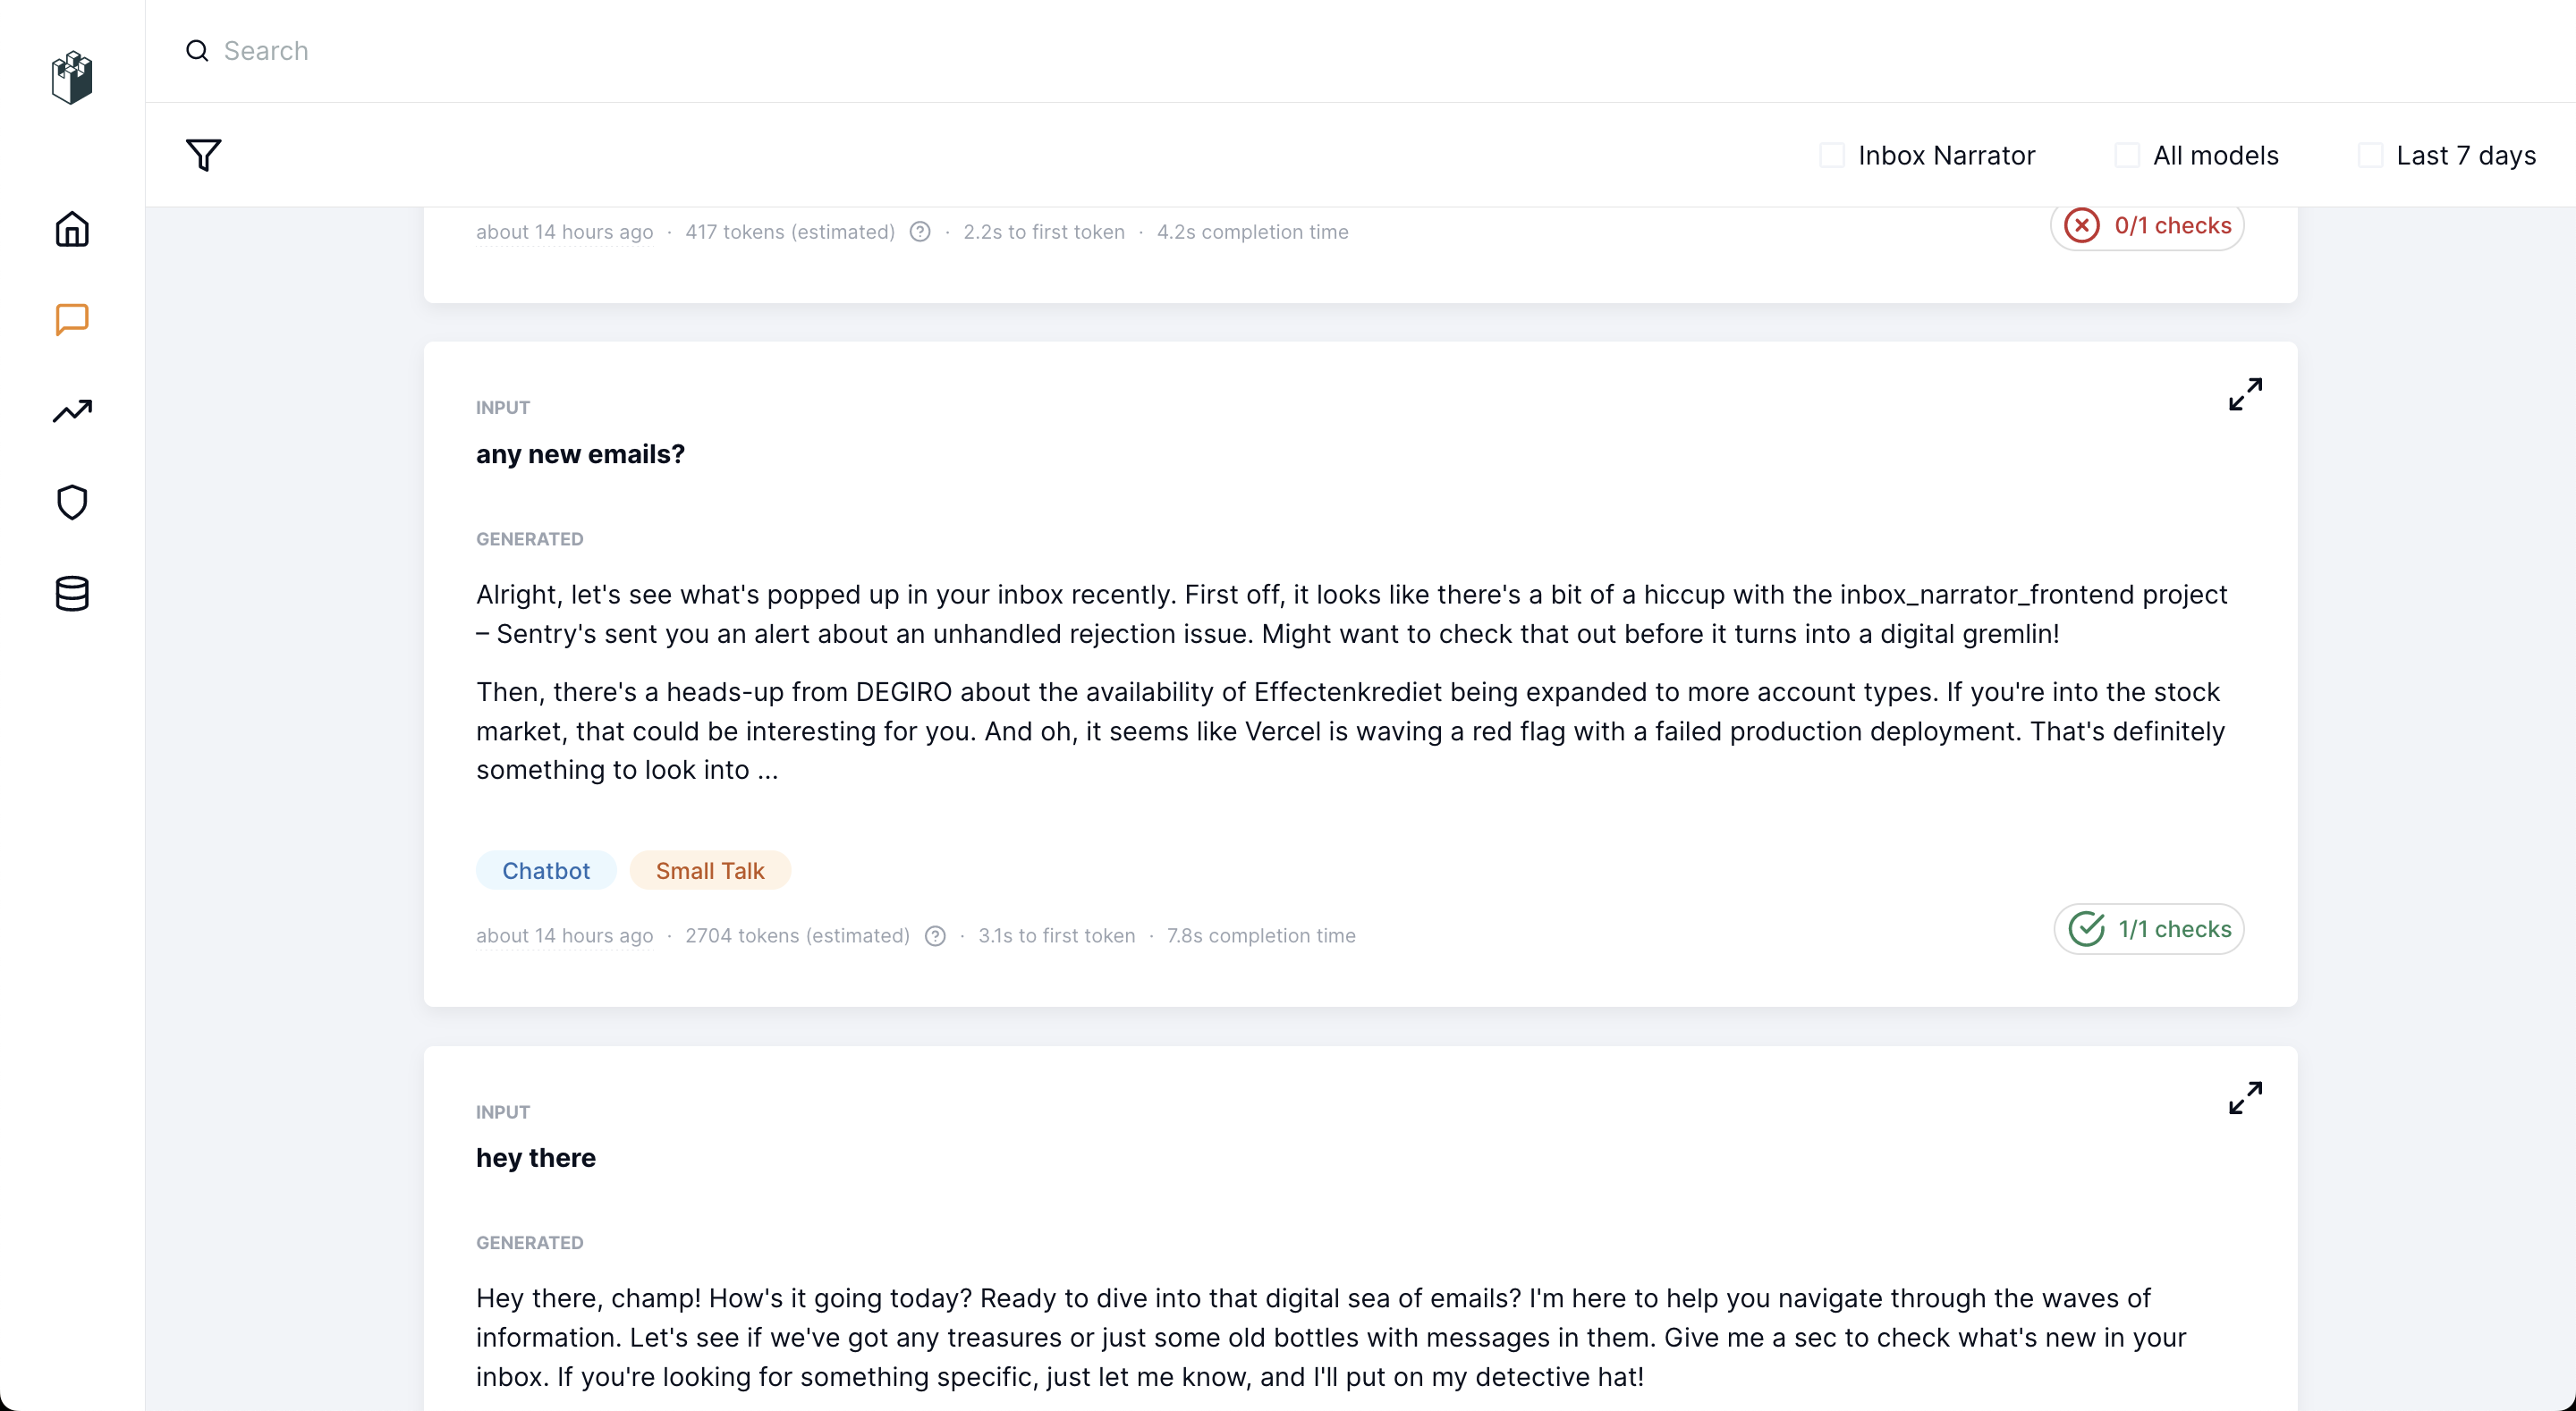 Search
Inbox Narrator
All models
Last 7 days
about 14 hours ago · 417 tokens (estimated) · 2.2s to first token · 4.2s completion time
0/1 checks
INPUT
any new emails?
GENERATED
Alright, let's see what's popped up in your inbox recently. First off, it looks like there's a bit of a hiccup with the inbox_narrator_frontend project
– Sentry's sent you an alert about an unhandled rejection issue. Might want to check that out before it turns into a digital gremlin!
Then, there's a heads-up from DEGIRO about the availability of Effectenkrediet being expanded to more account types. If you're into the stock
market, that could be interesting for you. And oh, it seems like Vercel is waving a red flag with a failed production deployment. That's definitely
something to look into ...
Chatbot
Small Talk
about 14 hours ago · 2704 tokens (estimated) · 3.1s to first token · 7.8s completion time
1/1 checks
INPUT
hey there
GENERATED
Hey there, champ! How's it going today? Ready to dive into that digital sea of emails? I'm here to help you navigate through the waves of
information. Let's see if we've got any treasures or just some old bottles with messages in them. Give me a sec to check what's new in your
inbox. If you're looking for something specific, just let me know, and I'll put on my detective hat!